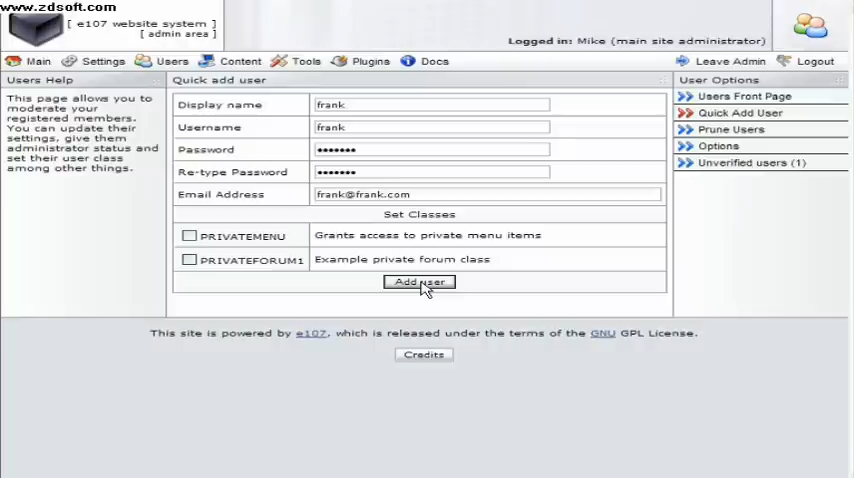 www.zdsoft.com
[ e107 website system ]
[ admin area ]
Logged in: Mike (main site administrator)
Main Settings Users Content Tools Plugins Docs Leave Admin Logout
Users Help
This page allows you to
moderate your
registered members.
You can update their
settings, give them
administrator status and
set their user class
among other things.
Quick add user
Display name frank
Username frank
Password •••••••
Re-type Password •••••••
Email Address frank@frank.com
Set Classes
PRIVATEMENU Grants access to private menu items
PRIVATEFORUM1 Example private forum class
Add user
User Options
Users Front Page
Quick Add User
Prune Users
Options
Unverified users (1)
This site is powered by e107, which is released under the terms of the GNU GPL License.
Credits